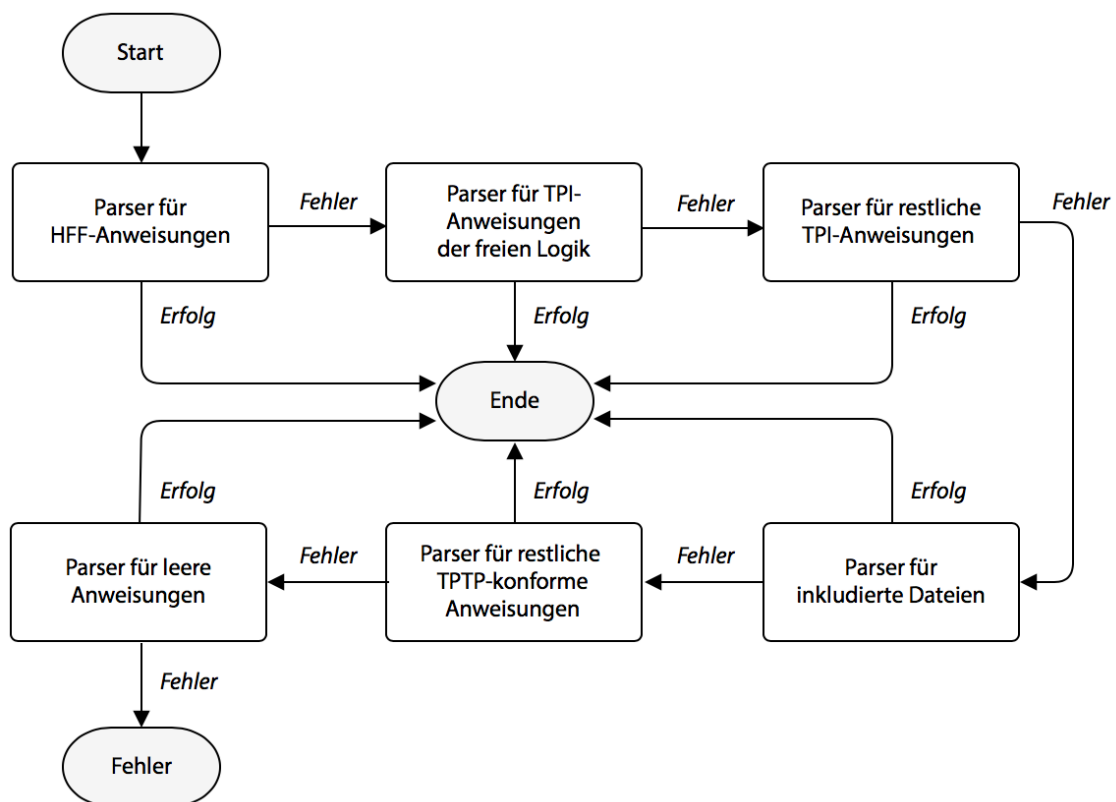 Start
Parser für
HFF-Anweisungen
Fehler
Parser für TPI-
Anweisungen
der freien Logik
Fehler
Parser für restliche
TPI-Anweisungen
Fehler
Erfolg
Erfolg
Erfolg
Ende
Erfolg
Erfolg
Erfolg
Parser für leere
Anweisungen
Fehler
Parser für restliche
TPTP-konforme
Anweisungen
Fehler
Parser für
inkludierte Dateien
Fehler
Fehler